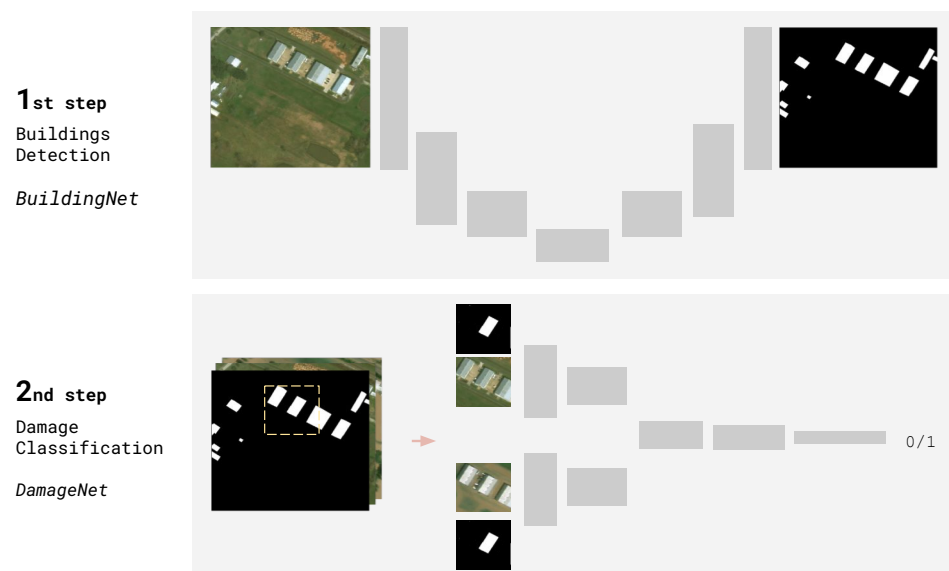 1st step
Buildings
Detection
BuildingNet
2nd step
Damage
Classification
DamageNet
0/1